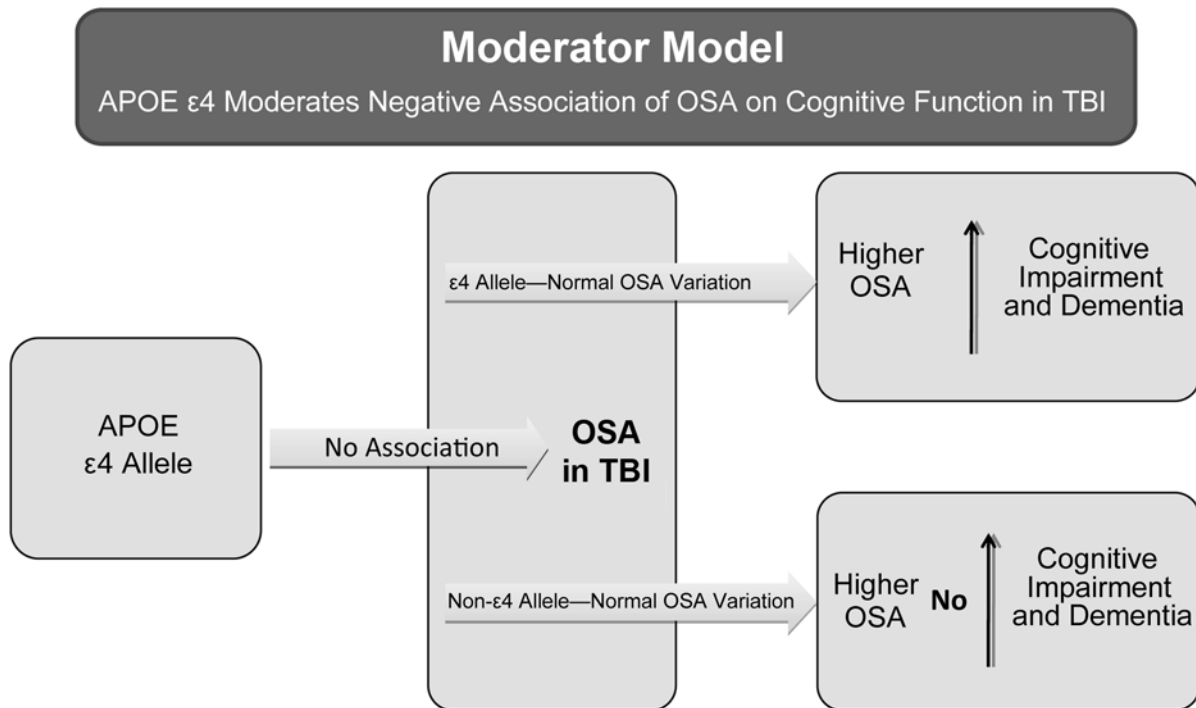 Moderator Model
APOE ε4 Moderates Negative Association of OSA on Cognitive Function in TBI
APOE
ε4 Allele
No Association
OSA
in TBI
ε4 Allele—Normal OSA Variation
Higher
OSA
Cognitive
Impairment
and Dementia
Non-ε4 Allele—Normal OSA Variation
Higher
OSA
No
Cognitive
Impairment
and Dementia